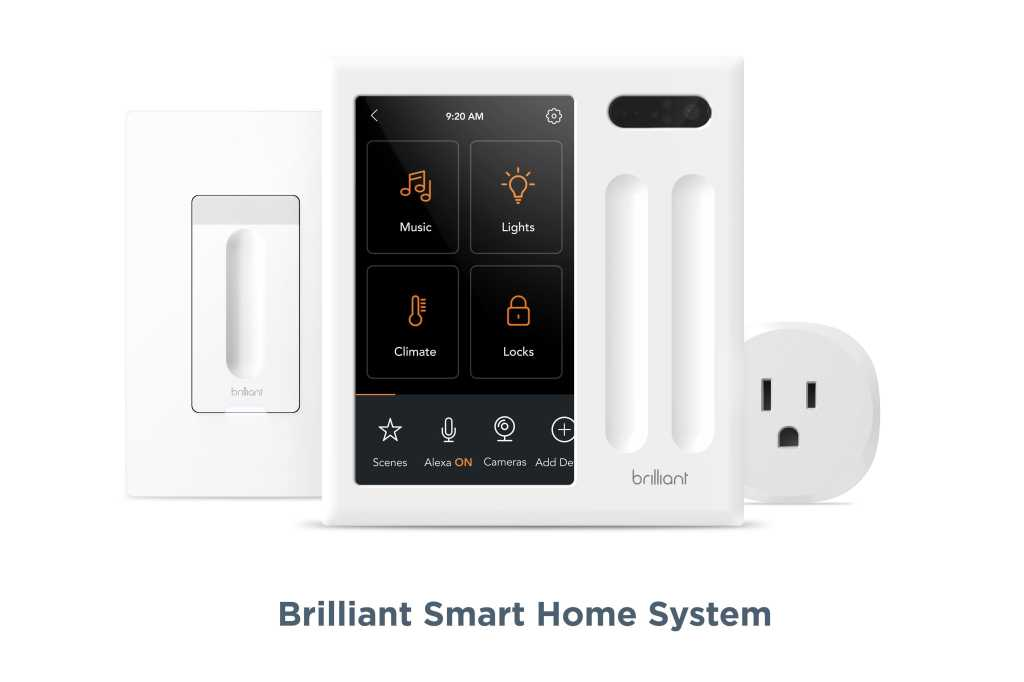 9:20 AM
Music
Lights
Climate
Locks
Scenes
Alexa ON
Cameras
Add De
brilliant
brilliant
Brilliant Smart Home System